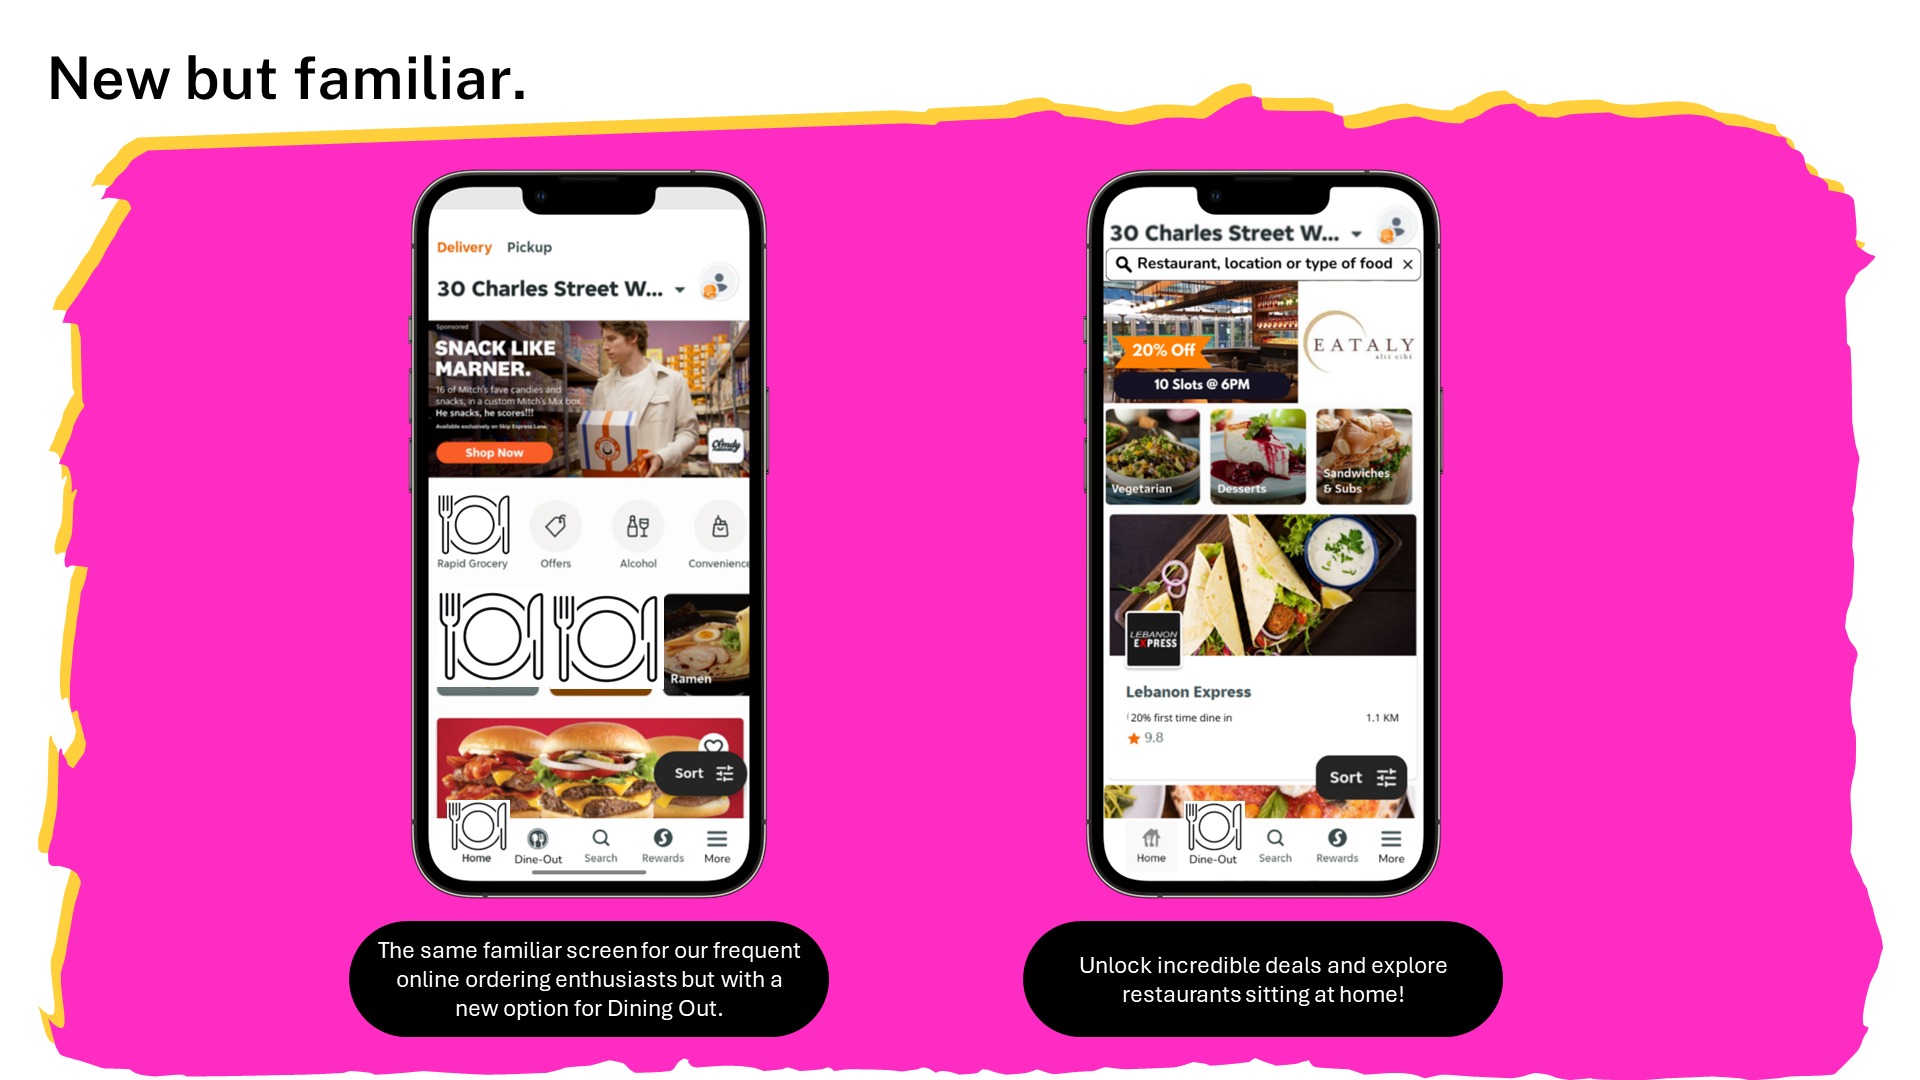 New but familiar.
Delivery Pickup
30 Charles Street W...
Sponsored
SNACK LIKE
MARNER.
16 of Mitch's fave candies and
snacks, in a custom Mitch's Mix box.
He snacks, he scores!!!
Available exclusively on Skip Express Lane.
Shop Now
Rapid Grocery Offers Alcohol Convenience
Ramen
Sort
Home Dine-Out Search Rewards More
The same familiar screen for our frequent
online ordering enthusiasts but with a
new option for Dining Out.
30 Charles Street W...
Restaurant, location or type of food
20% Off
10 Slots @ 6PM
EATALY
alti cibi
Vegetarian Desserts Sandwiches
& Subs
LEBANON
EXPRESS
Lebanon Express
20% first time dine in 1.1 KM
9.8
Sort
Home Dine-Out Search Rewards More
Unlock incredible deals and explore
restaurants sitting at home!